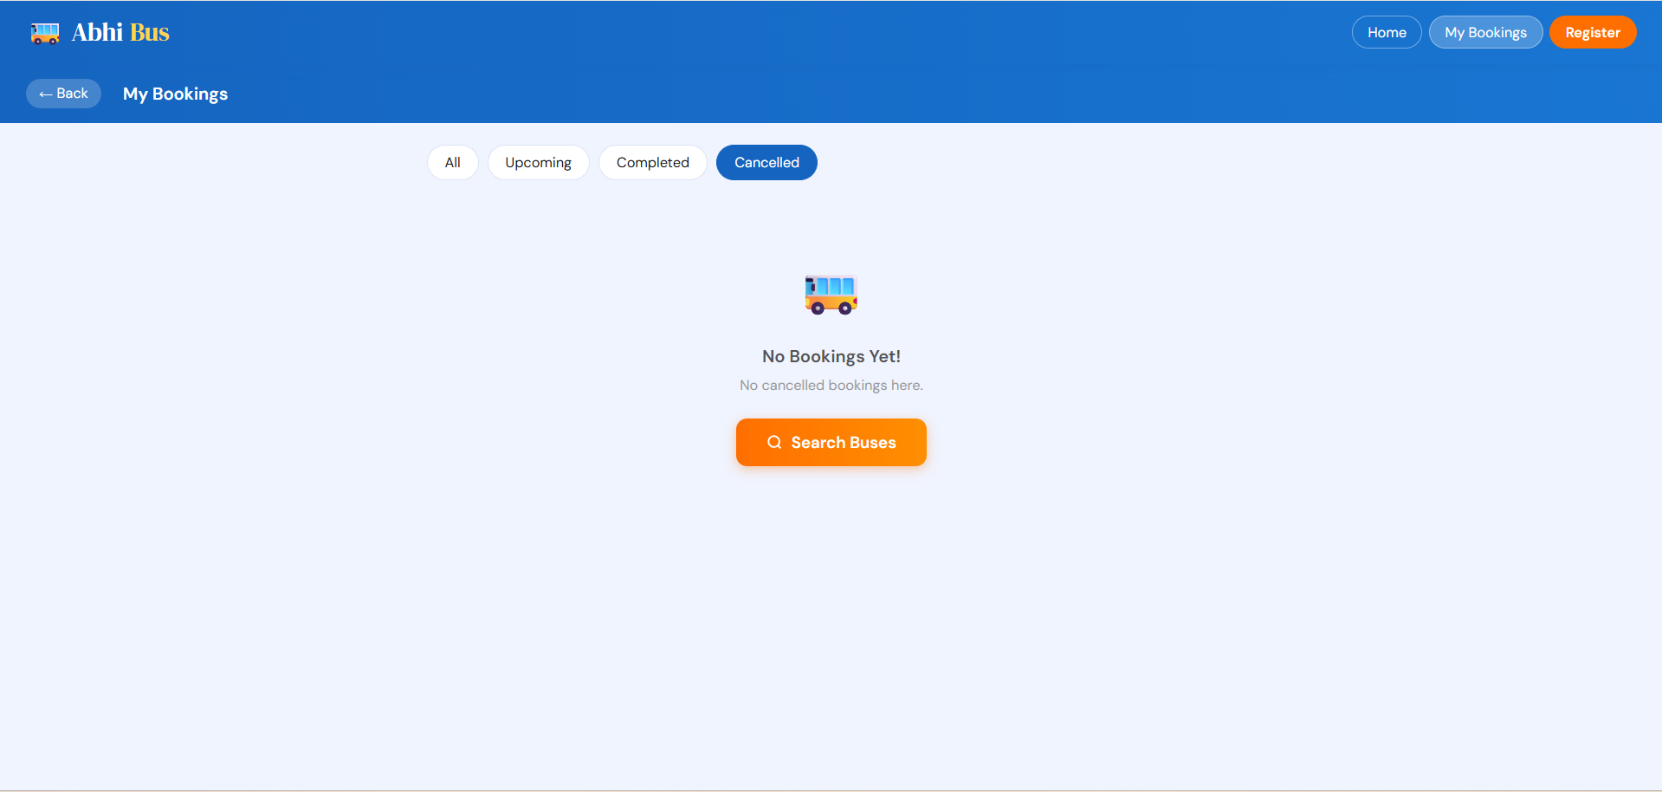 Abhi Bus
Home
My Bookings
Register
← Back
My Bookings
All
Upcoming
Completed
Cancelled
No Bookings Yet!
No cancelled bookings here.
Search Buses